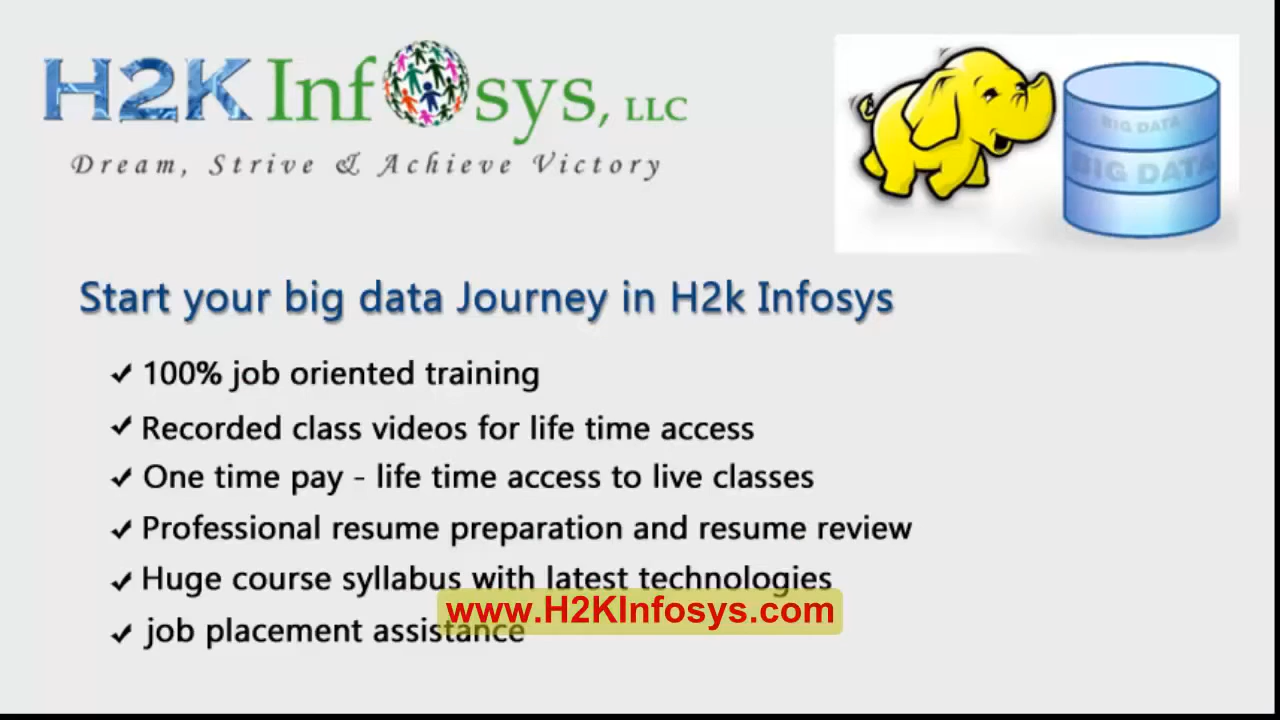 H2K Infosys, LLC
Dream, Strive & Achieve Victory
BIG DATA
BIG DATA
Start your big data Journey in H2k Infosys
100% job oriented training
Recorded class videos for life time access
One time pay - life time access to live classes
Professional resume preparation and resume review
Huge course syllabus with latest technologies
www.H2KInfosys.com
job placement assistance